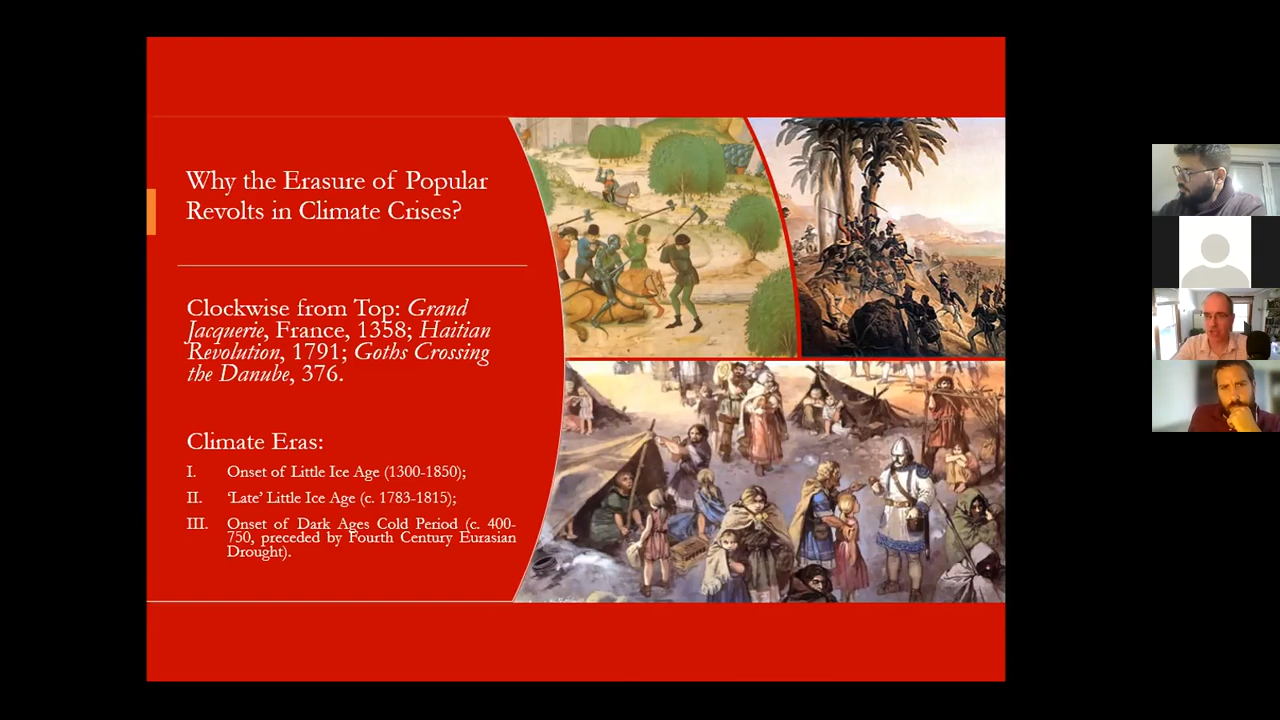 Why the Erasure of Popular
Revolts in Climate Crises?
Clockwise from Top: Grand
Jacquerie, France, 1358; Haitian
Revolution, 1791; Goths Crossing
the Danube, 376.
Climate Eras:
I. Onset of Little Ice Age (1300-1850);
II. ‘Late’ Little Ice Age (c. 1783-1815);
III. Onset of Dark Ages Cold Period (c. 400-
750, preceded by Fourth Century Eurasian
Drought).